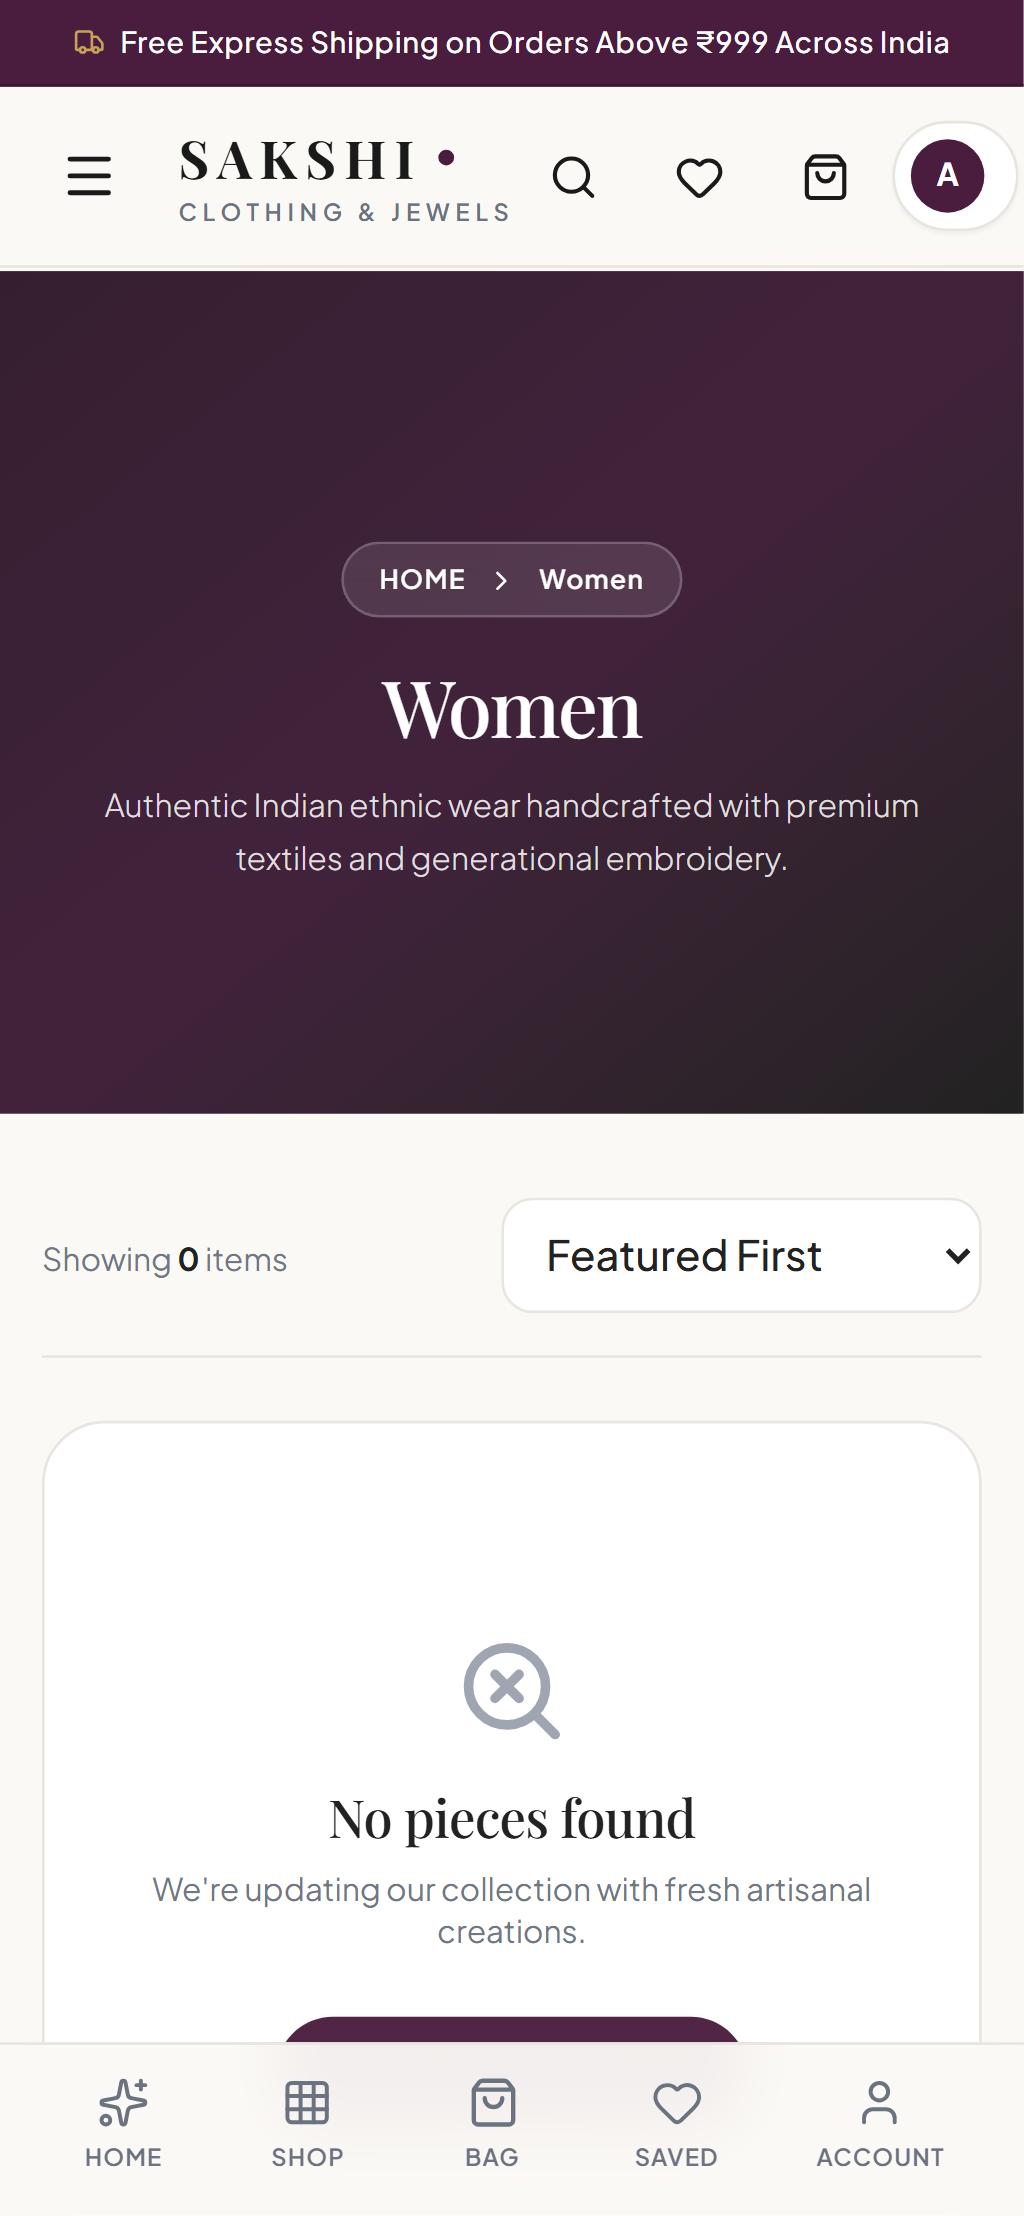 Free Express Shipping on Orders Above ₹999 Across India
SAKSHI
CLOTHING & JEWELS
A
HOME > Women
Women
Authentic Indian ethnic wear handcrafted with premium
textiles and generational embroidery.
Showing 0 items
Featured First
No pieces found
We're updating our collection with fresh artisanal
creations.
HOME
SHOP
BAG
SAVED
ACCOUNT